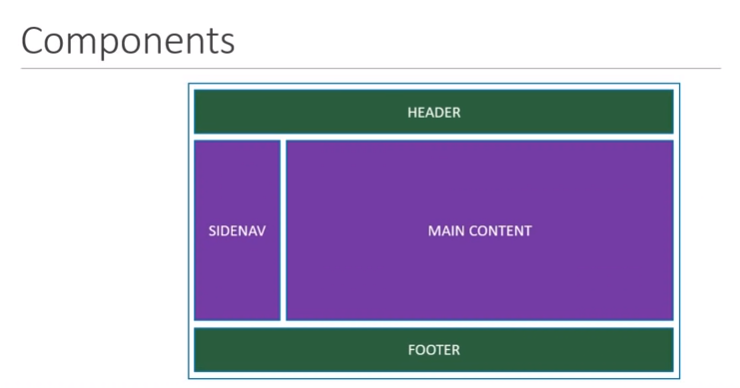 Components
HEADER
SIDENAV
MAIN CONTENT
FOOTER